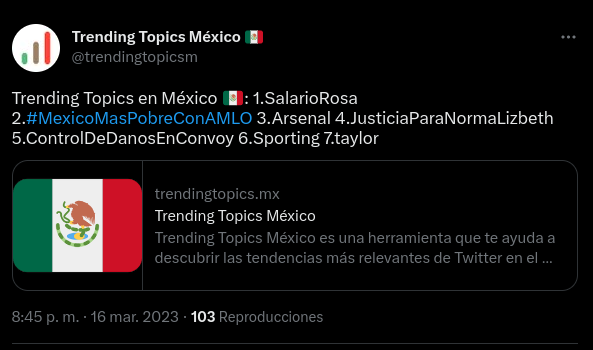 Trending Topics México 🇲🇽
@trendingtopicsm
Trending Topics en México 🇲🇽: 1.SalarioRosa
2.#MexicoMasPobreConAMLO 3.Arsenal 4.JusticiaParaNormaLizbeth
5.ControlDeDanosEnConvoy 6.Sporting 7.taylor
trendingtopics.mx
Trending Topics México
Trending Topics México es una herramienta que te ayuda a
descubrir las tendencias más relevantes de Twitter en el ...
8:45 p. m. · 16 mar. 2023 · 103 Reproducciones